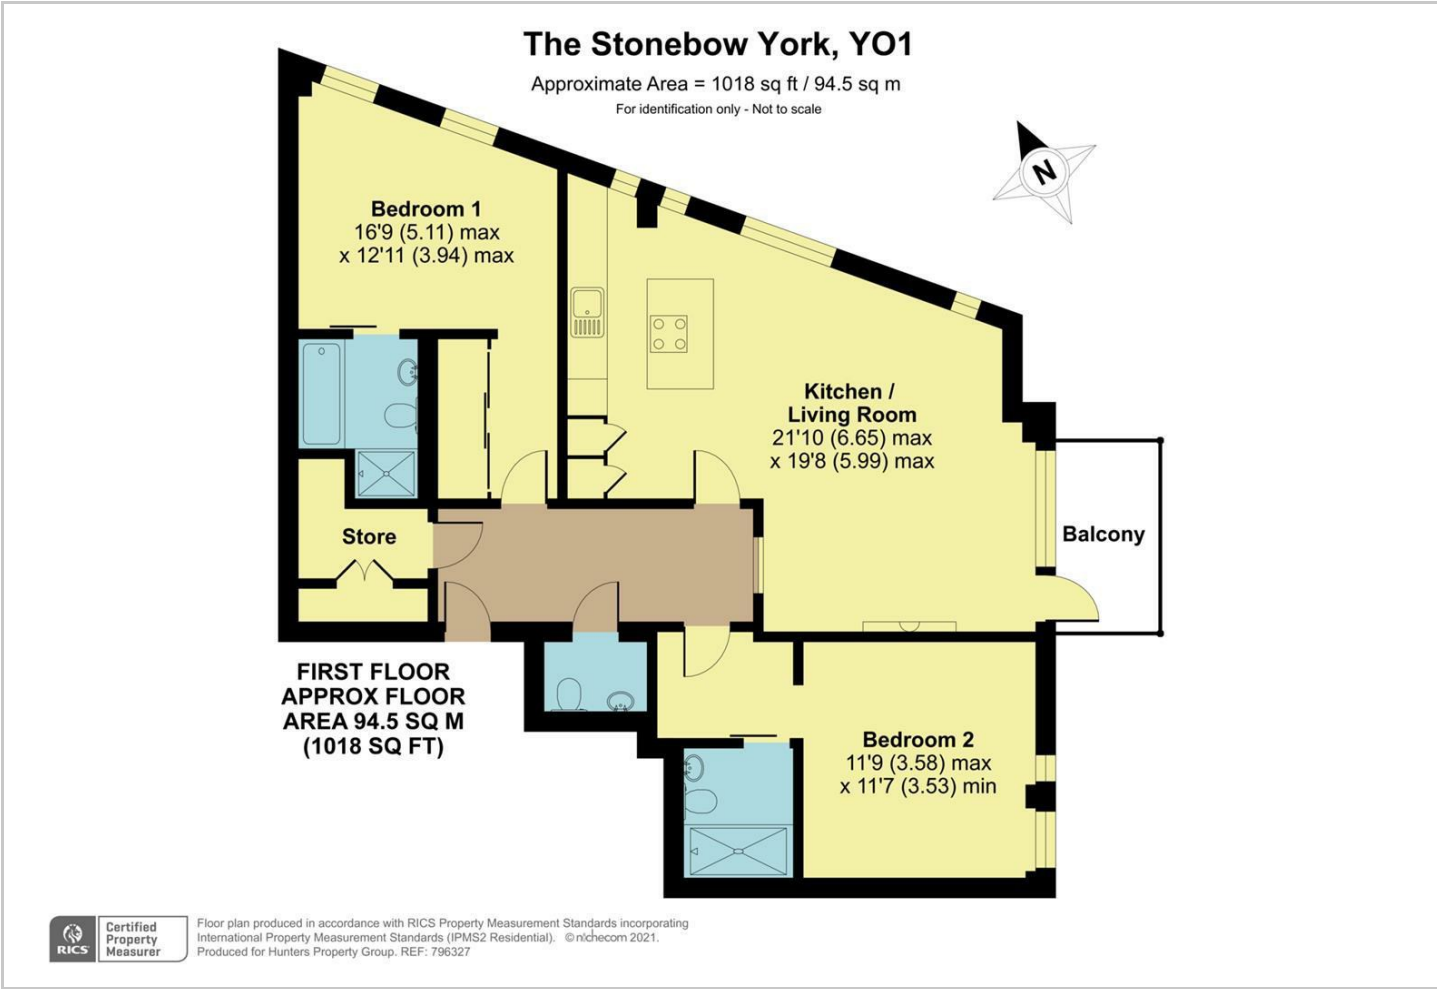 The Stonebow York, YO1
Approximate Area = 1018 sq ft / 94.5 sq m
For identification only - Not to scale
N
Bedroom 1
16'9 (5.11) max
x 12'11 (3.94) max
Kitchen /
Living Room
21'10 (6.65) max
x 19'8 (5.99) max
Balcony
Store
FIRST FLOOR
APPROX FLOOR
AREA 94.5 SQ M
(1018 SQ FT)
Bedroom 2
11'9 (3.58) max
x 11'7 (3.53) min
RICS
Certified
Property
Measurer
Floor plan produced in accordance with RICS Property Measurement Standards incorporating
International Property Measurement Standards (IPMS2 Residential). © nichecom 2021.
Produced for Hunters Property Group. REF: 796327